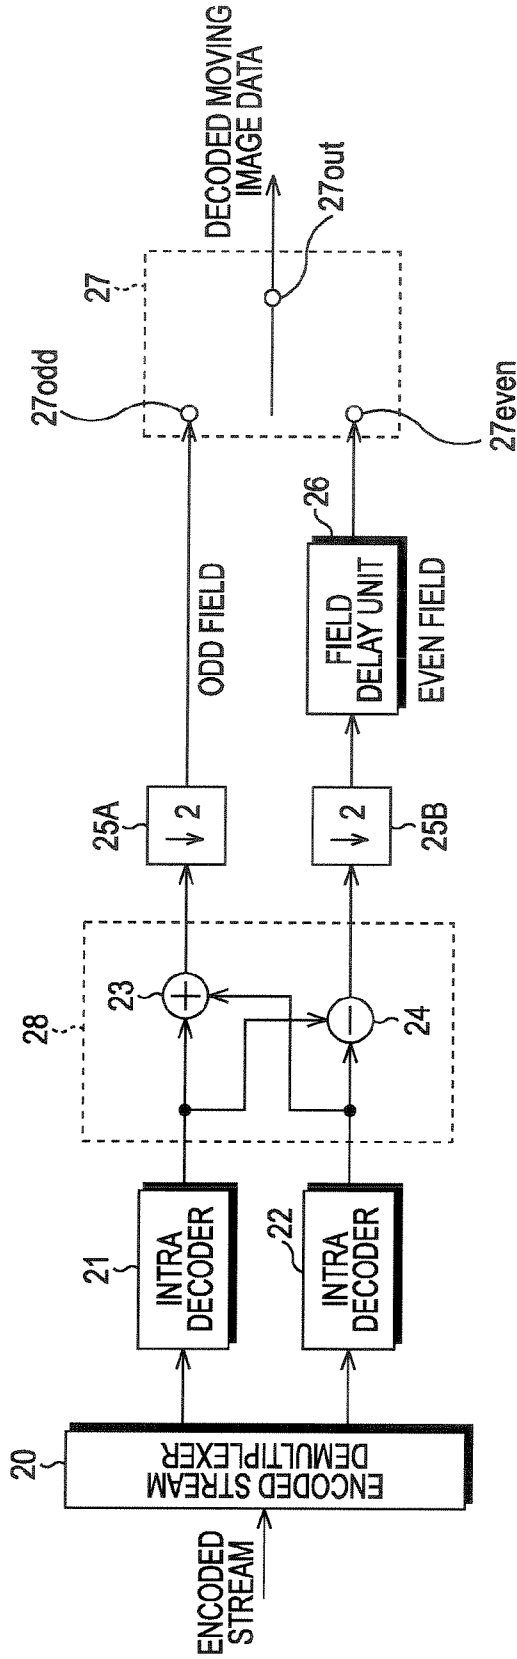 ENCODED
STREAM
20
ENCODED STREAM
DEMULTIPLEXER
21
INTRA
DECODER
22
INTRA
DECODER
28
23
+
24
−
25A
↓ 2
25B
↓ 2
ODD FIELD
26
FIELD
DELAY UNIT
EVEN FIELD
27
27odd
27even
27out
DECODED MOVING
IMAGE DATA